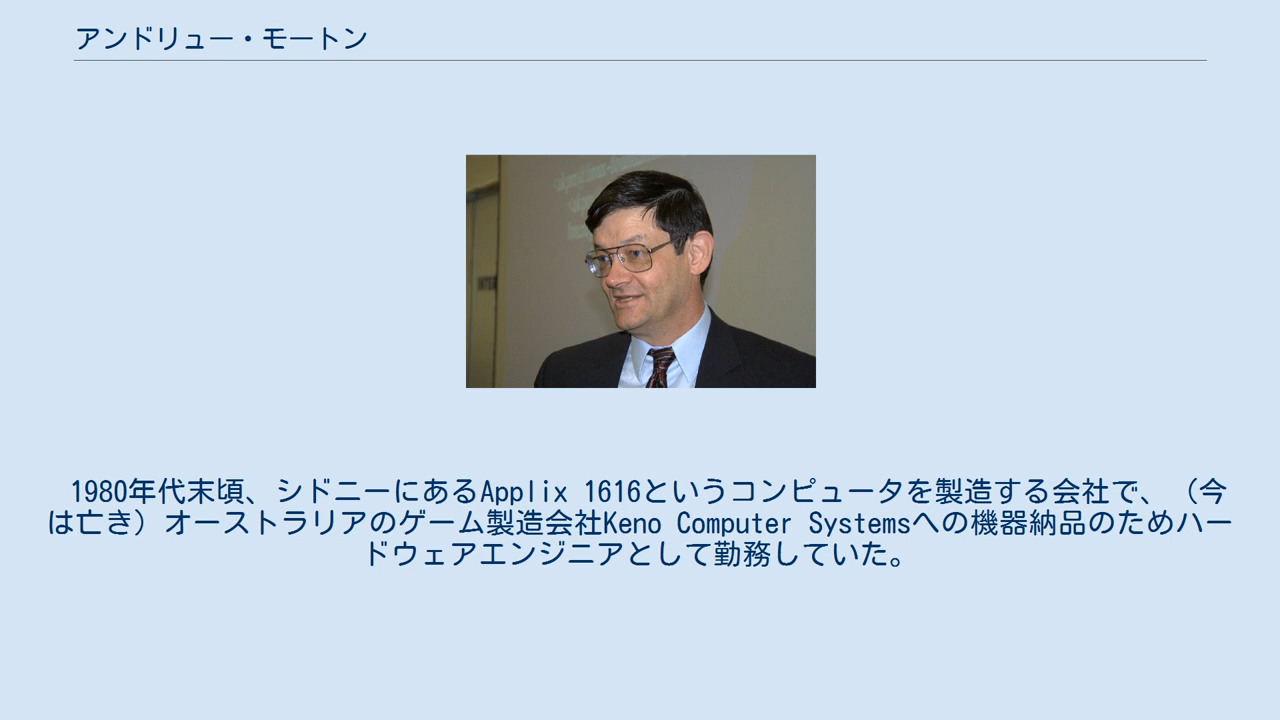 アンドリュー・モートン
1980年代末頃、シドニーにあるApplix 1616というコンピュータを製造する会社で、（今
は亡き）オーストラリアのゲーム製造会社Keno Computer Systemsへの機器納品のためハー
ドウェアエンジニアとして勤務していた。